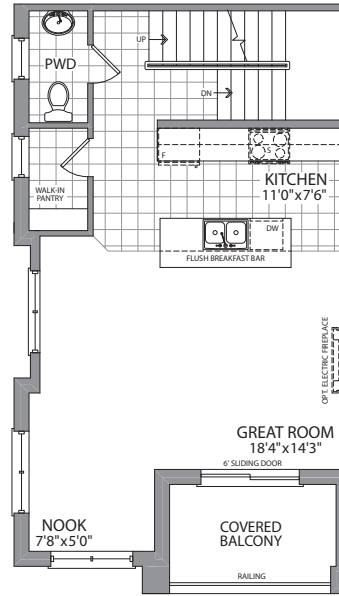 UP
PWD
DN
F
S
WALK-IN
PANTRY
KITCHEN
11'0"x7'6"
DW
FLUSH BREAKFAST BAR
OPT. ELECTRIC FIREPLACE
GREAT ROOM
18'4"x14'3"
6' SLIDING DOOR
NOOK
7'8"x5'0"
COVERED
BALCONY
RAILING